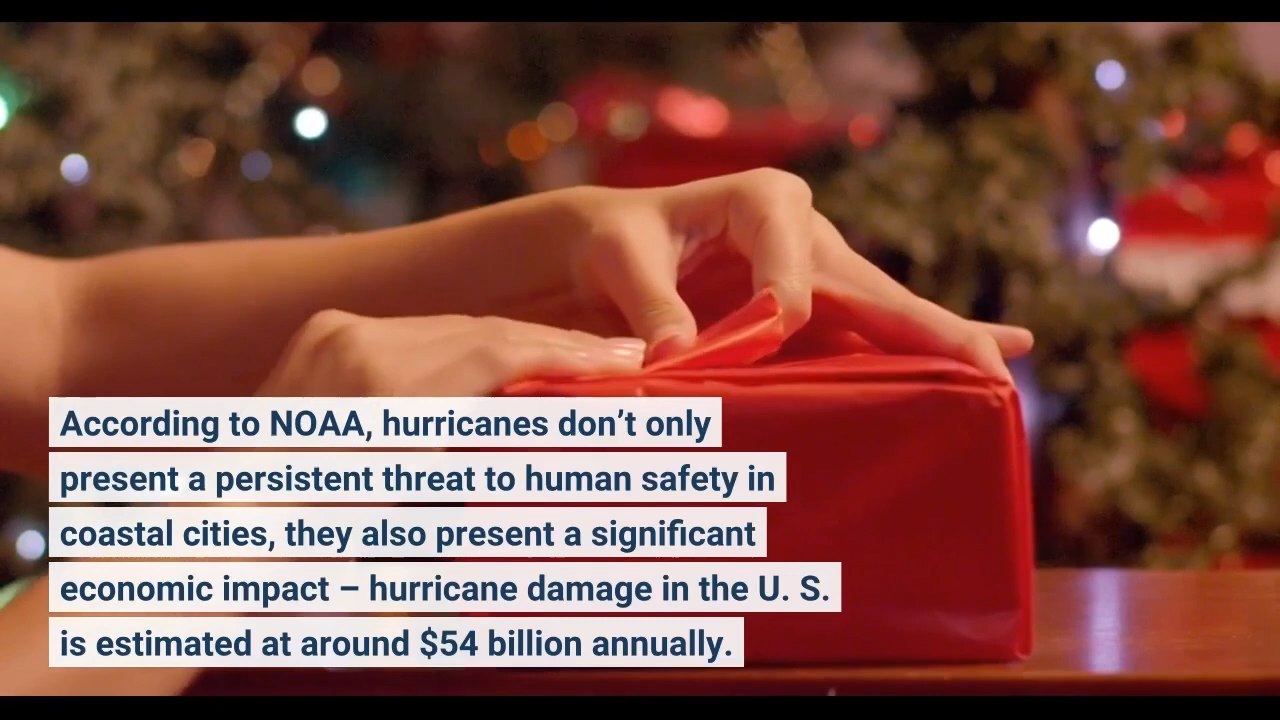 According to NOAA, hurricanes don’t only
present a persistent threat to human safety in
coastal cities, they also present a significant
economic impact – hurricane damage in the U. S.
is estimated at around $54 billion annually.